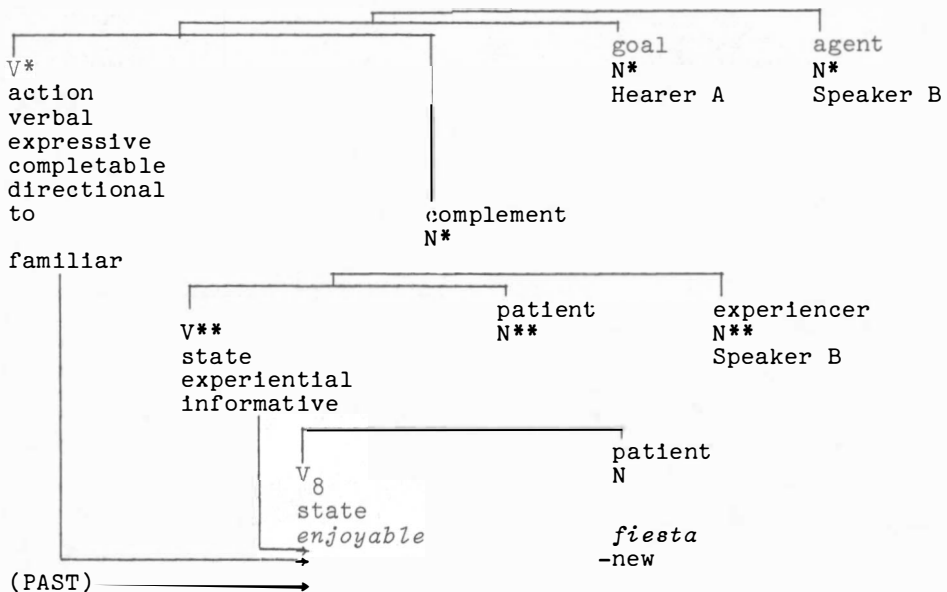 goal agent
V* N* N*
action Hearer A Speaker B
verbal
expressive
completable
directional
to complement
N*
familiar
patient experiencer
V** N** N**
state Speaker B
experiential
informative
patient
V8 N
state
enjoyable fiesta
-new
(PAST)